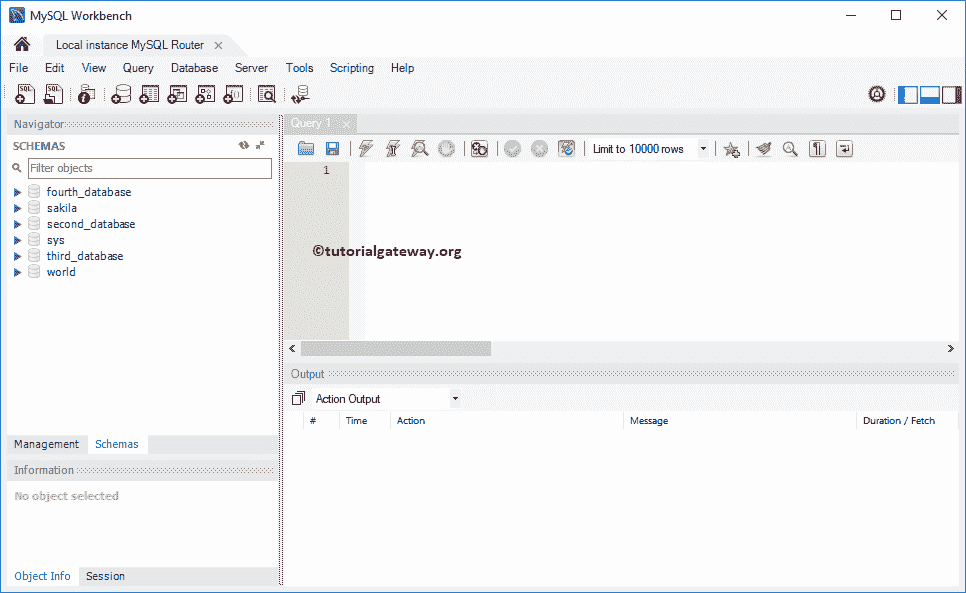 MySQL Workbench
Local instance MySQL Router
File Edit View Query Database Server Tools Scripting Help
Navigator
SCHEMAS
Filter objects
fourth_database
sakila
second_database
sys
third_database
world
Management Schemas
Information
No object selected
Object Info Session
Query 1
Limit to 10000 rows
1
©tutorialgateway.org
Output
Action Output
# Time Action Message Duration / Fetch